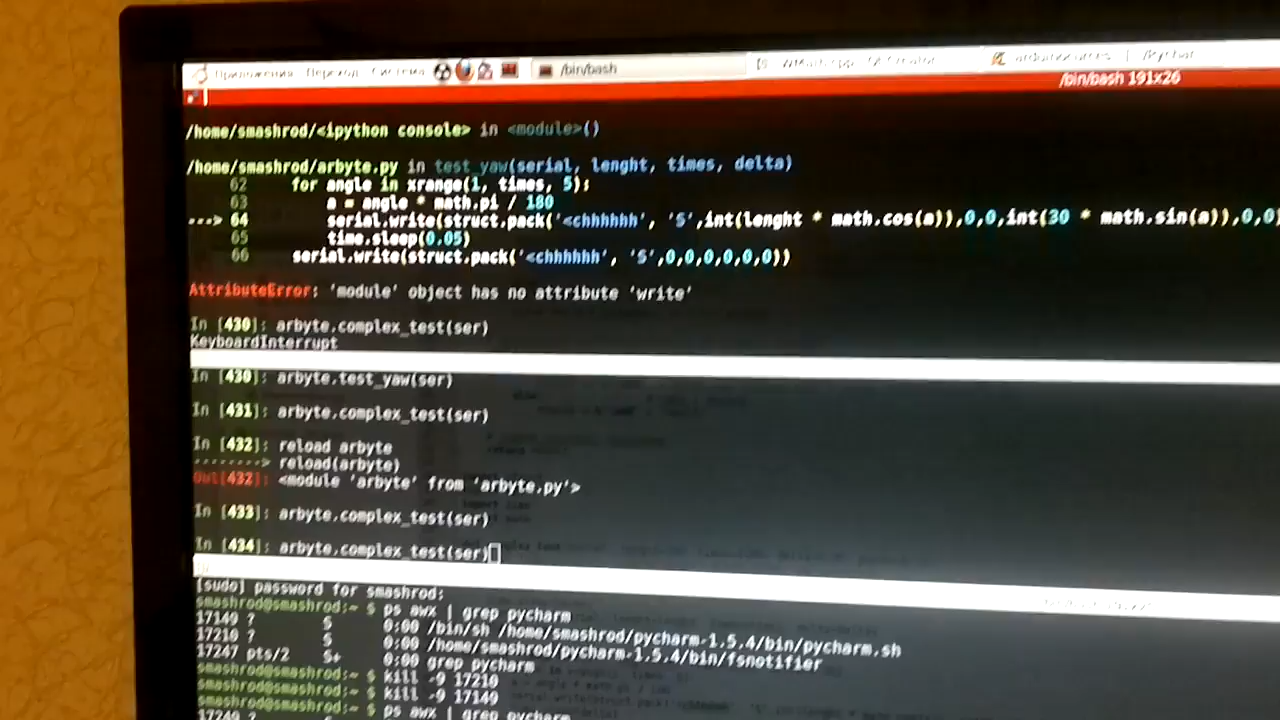 Приложения Переход Система /bin/bash
/bin/bash 191x26
/home/smashrod/<ipython console> in <module>()
/home/smashrod/arbyte.py in test_yaw(serial, lenght, times, delta)
62 for angle in xrange(1, times, 5):
63 a = angle * math.pi / 180
---> 64 serial.write(struct.pack('<chhhhhh', 'S',int(lenght * math.cos(a)),0,0,int(30 * math.sin(a)),0,0)
65 time.sleep(0.05)
66 serial.write(struct.pack('<chhhhhh', 'S',0,0,0,0,0,0))
AttributeError: 'module' object has no attribute 'write'
In [430]: arbyte.complex_test(ser)
KeyboardInterrupt
In [430]: arbyte.test_yaw(ser)
In [431]: arbyte.complex_test(ser)
In [432]: reload arbyte
--------> reload(arbyte)
Out[432]: <module 'arbyte' from 'arbyte.py'>
In [433]: arbyte.complex_test(ser)
In [434]: arbyte.complex_test(ser)
[sudo] password for smashrod:
smashrod@smashrod:~ $ ps awx | grep pycharm
17149 ? S 0:00 /bin/sh /home/smashrod/pycharm-1.5.4/bin/pycharm.sh
17210 ? S 0:00 /home/smashrod/pycharm-1.5.4/bin/fsnotifier
17247 pts/2 S+ 0:00 grep pycharm
smashrod@smashrod:~ $ kill -9 17210
smashrod@smashrod:~ $ kill -9 17149
smashrod@smashrod:~ $ ps awx | grep pycharm
17249 pts/2